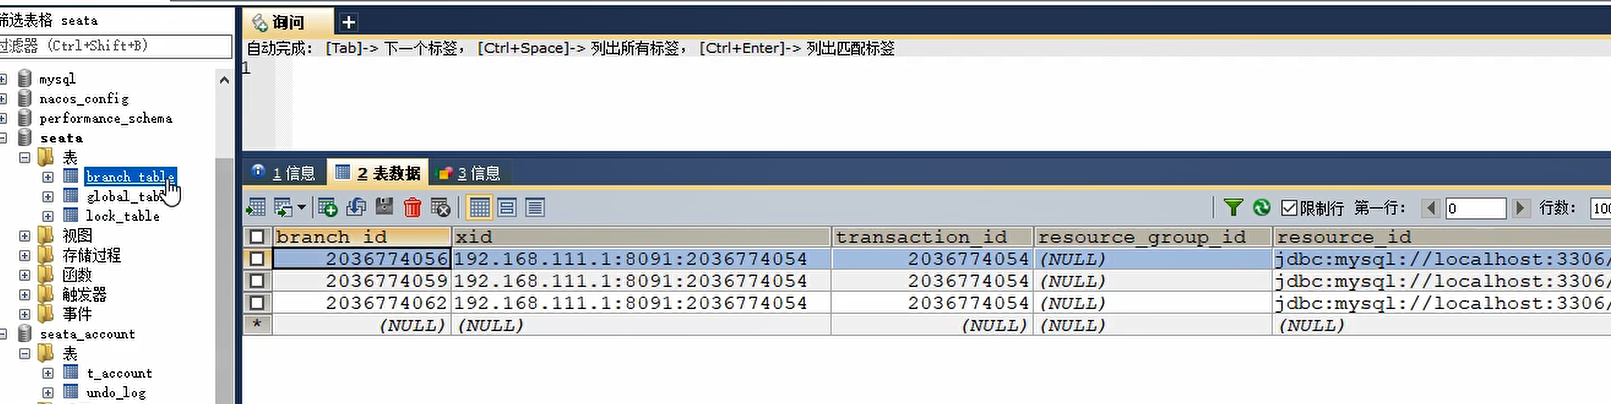 筛选表格 seata
过滤器 (Ctrl+Shift+B)
mysql
nacos_config
performance_schema
seata
表
branch_table
global_tabl
lock_table
视图
存储过程
函数
触发器
事件
seata_account
表
t_account
undo_log
询问
自动完成: [Tab]-> 下一个标签, [Ctrl+Space]-> 列出所有标签, [Ctrl+Enter]-> 列出匹配标签
1
1 信息 2 表数据 3 信息
限制行 第一行: 0 行数: 100
branch_id xid transaction_id resource_group_id resource_id
2036774056 192.168.111.1:8091:2036774054 2036774054 (NULL) jdbc:mysql://localhost:3306/
2036774059 192.168.111.1:8091:2036774054 2036774054 (NULL) jdbc:mysql://localhost:3306/
2036774062 192.168.111.1:8091:2036774054 2036774054 (NULL) jdbc:mysql://localhost:3306/
* (NULL) (NULL) (NULL) (NULL) (NULL)